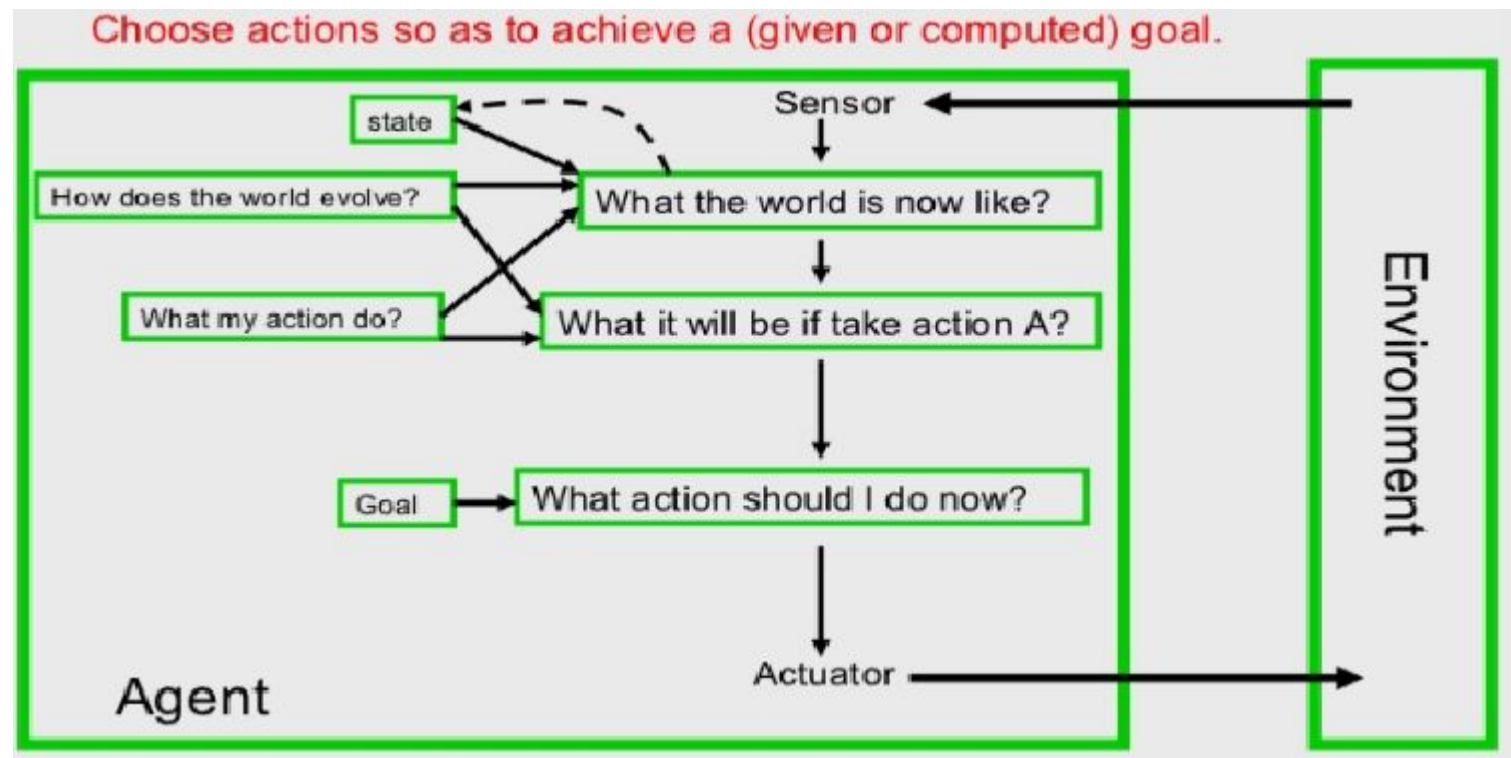 Choose actions so as to achieve a (given or computed) goal.
Sensor
state
How does the world evolve?
What the world is now like?
What my action do?
What it will be if take action A?
Goal
What action should I do now?
Actuator
Agent
Environment